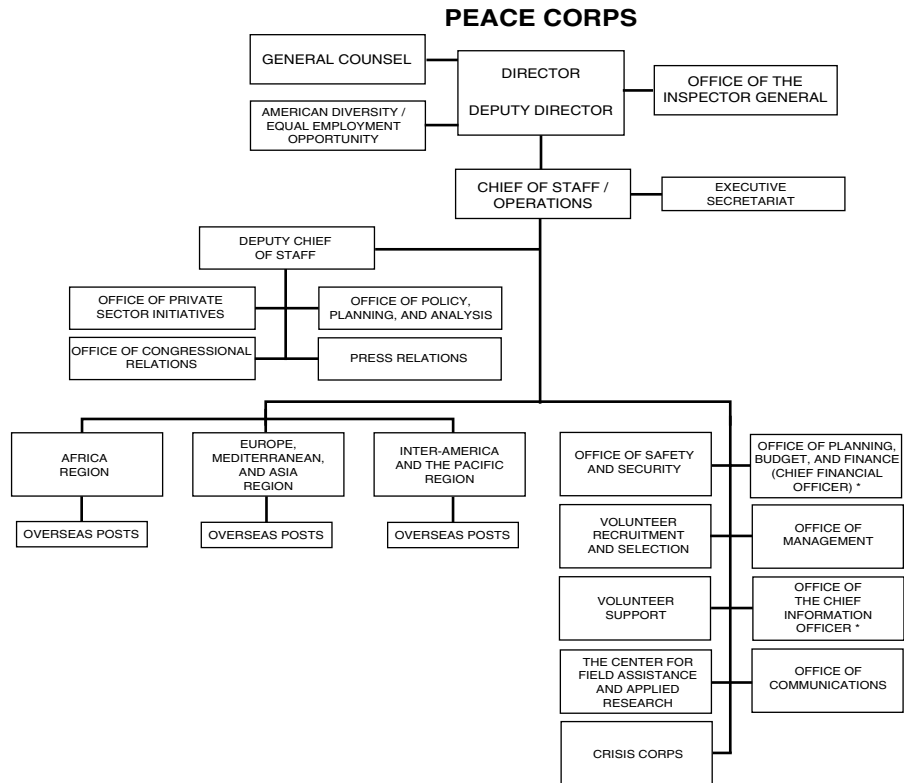 PEACE CORPS
GENERAL COUNSEL
DIRECTOR
DEPUTY DIRECTOR
OFFICE OF THE
INSPECTOR GENERAL
AMERICAN DIVERSITY /
EQUAL EMPLOYMENT
OPPORTUNITY
CHIEF OF STAFF /
OPERATIONS
EXECUTIVE
SECRETARIAT
DEPUTY CHIEF
OF STAFF
OFFICE OF PRIVATE
SECTOR INITIATIVES
OFFICE OF POLICY,
PLANNING, AND ANALYSIS
OFFICE OF CONGRESSIONAL
RELATIONS
PRESS RELATIONS
AFRICA
REGION
EUROPE,
MEDITERRANEAN,
AND ASIA
REGION
INTER-AMERICA
AND THE PACIFIC
REGION
OVERSEAS POSTS
OVERSEAS POSTS
OVERSEAS POSTS
OFFICE OF SAFETY
AND SECURITY
OFFICE OF PLANNING,
BUDGET, AND FINANCE
(CHIEF FINANCIAL
OFFICER) *
VOLUNTEER
RECRUITMENT
AND SELECTION
OFFICE OF
MANAGEMENT
VOLUNTEER
SUPPORT
OFFICE OF
THE CHIEF
INFORMATION
OFFICER *
THE CENTER FOR
FIELD ASSISTANCE
AND APPLIED
RESEARCH
OFFICE OF
COMMUNICATIONS
CRISIS CORPS